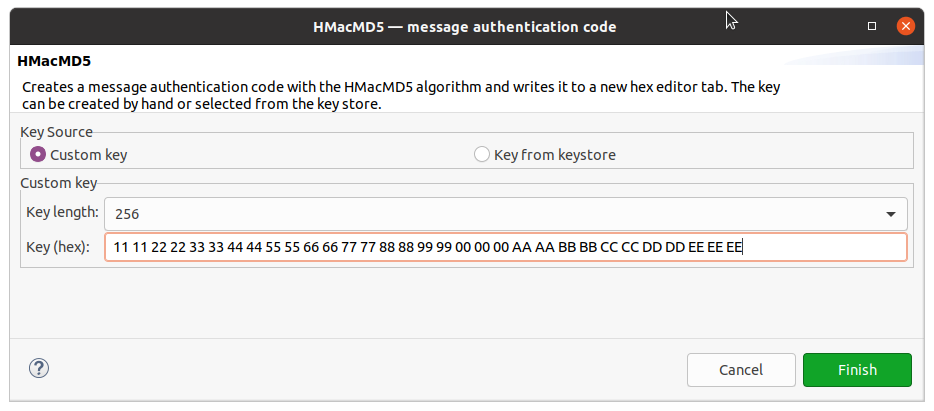 HMacMD5 — message authentication code
HMacMD5
Creates a message authentication code with the HMacMD5 algorithm and writes it to a new hex editor tab. The key
can be created by hand or selected from the key store.
Key Source
Custom key
Key from keystore
Custom key
Key length:
256
Key (hex):
11 11 22 22 33 33 44 44 55 55 66 66 77 77 88 88 99 99 00 00 00 AA AA BB BB CC CC DD DD EE EE EE
?
Cancel
Finish